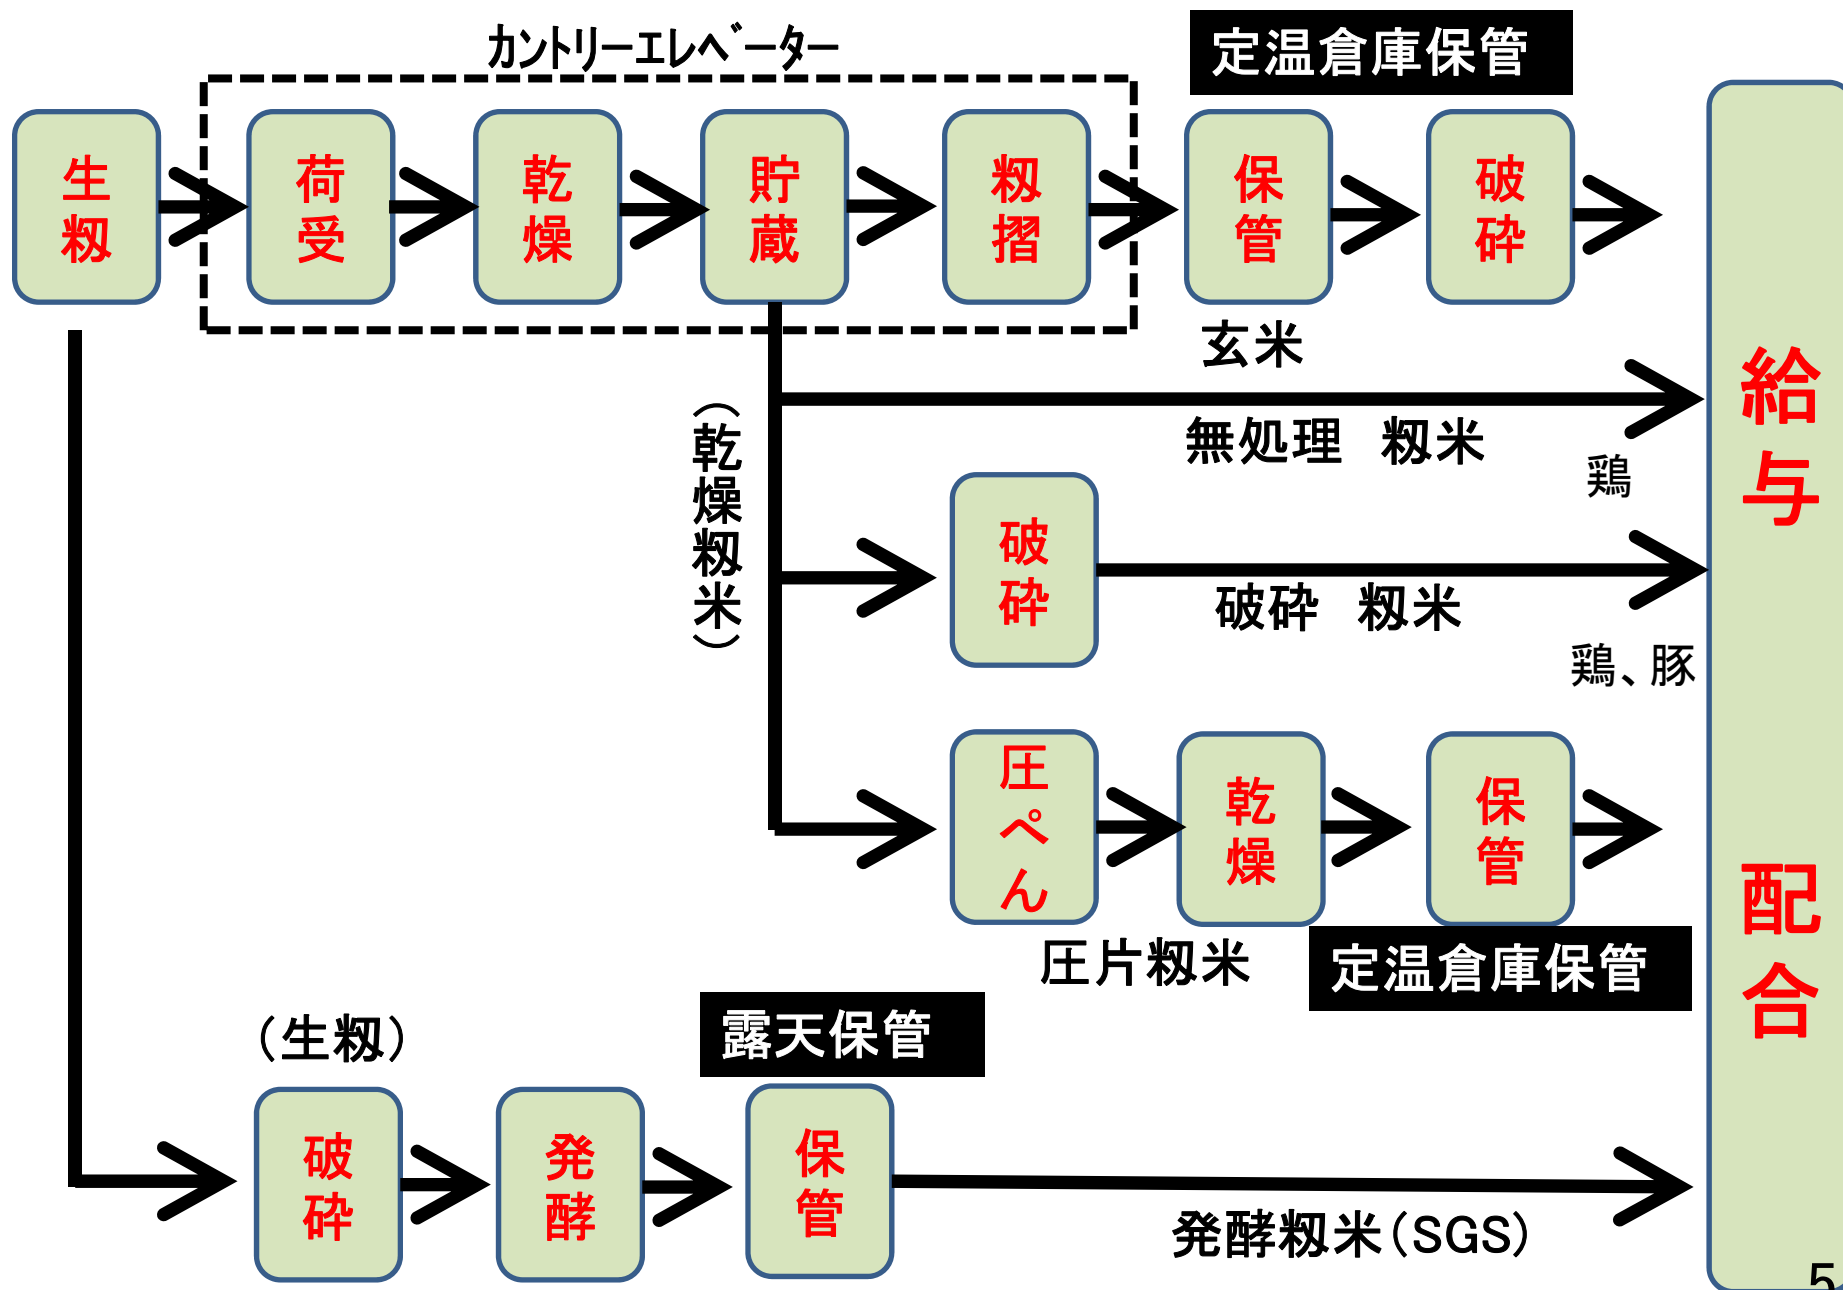 カントリーエレベーター
定温倉庫保管
生籾
荷受
乾燥
貯蔵
籾摺
保管
破砕
玄米
無処理　籾米
鶏
(乾燥籾米)
破砕
破砕　籾米
鶏、豚
圧ぺん
乾燥
保管
圧片籾米
定温倉庫保管
(生籾)
露天保管
破砕
発酵
保管
発酵籾米(SGS)
給与
配合
5